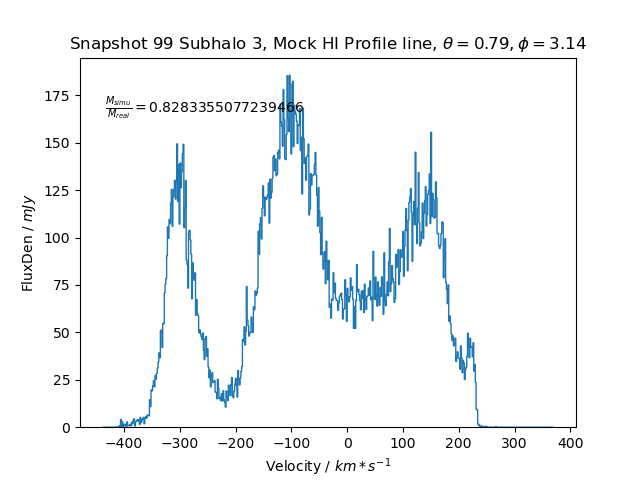 Snapshot 99 Subhalo 3, Mock HI Profile line, θ = 0.79, ϕ = 3.14
M_simu/M_real = 0.8283355077239466
FluxDen / mJy
175
150
125
100
75
50
25
0
−400 −300 −200 −100 0 100 200 300 400
Velocity / km * s⁻¹